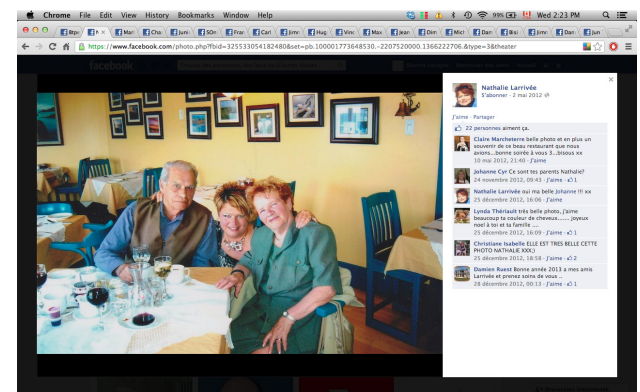 Chrome File Edit View History Bookmarks Window Help
99% Wed 2:23 PM
https://www.facebook.com/photo.php?fbid=325533054182480&set=pb.100001773648530.-2207520000.1366222706.&type=3&theater
facebook
Nathalie Larrivée
S'abonner · 2 mai 2012
J'aime · Partager
22 personnes aiment ça.
Claire Marcheterre belle photo et en plus un
souvenir de ce beau restaurant que nous
avions...bonne soirée à vous 3...bisous xx
10 mai 2012, 21:40 · J'aime
Johanne Cyr Ce sont tes parents Nathalie?
24 novembre 2012, 09:43 · J'aime · 1
Nathalie Larrivée oui ma belle Johanne !!! xx
25 décembre 2012, 16:06 · J'aime
Lynda Thériault très belle photo, j'aime
beaucoup ta couleur de cheveux....... joyeux
noel à toi et ta famille ....
25 décembre 2012, 16:09 · J'aime · 1
Christiane Isabelle ELLE EST TRES BELLE CETTE
PHOTO NATHALIE XXX;)
25 décembre 2012, 18:58 · J'aime · 2
Damien Ruest Bonne année 2013 a mes amis
Larrivée et prenez soins de vous ..
28 décembre 2012, 00:13 · J'aime · 1